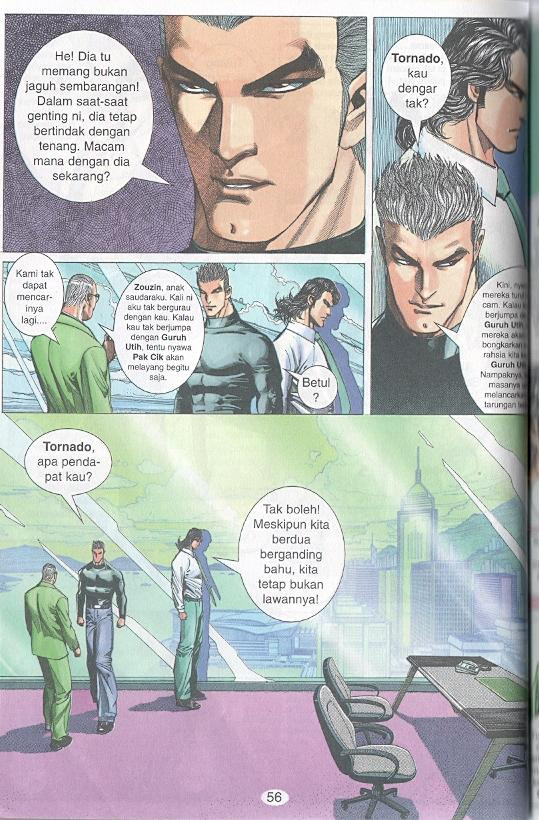 He! Dia tu
memang bukan
jaguh sembarangan!
Dalam saat-saat
genting ni, dia tetap
bertindak dengan
tenang. Macam
mana dengan dia
sekarang?
Tornado,
kau
dengar
tak?
Kini,
mereka
cam. Kalau
berjumpa
Guruh Utih,
mereka akan
bongkarkan
rahsia kita
Guruh
Nampaknya,
masanya
melancarkan
tarungan
Kami tak
dapat
mencar-
inya
lagi....
Zouzin, anak
saudaraku. Kali ni
aku tak bergurau
dengan kau. Kalau
kau tak berjumpa
dengan Guruh
Utih, tentu nyawa
Pak Cik akan
melayang begitu
saja.
Betul
?
Tornado,
apa penda-
pat kau?
Tak boleh!
Meskipun kita
berdua
berganding
bahu, kita
tetap bukan
lawannya!
56